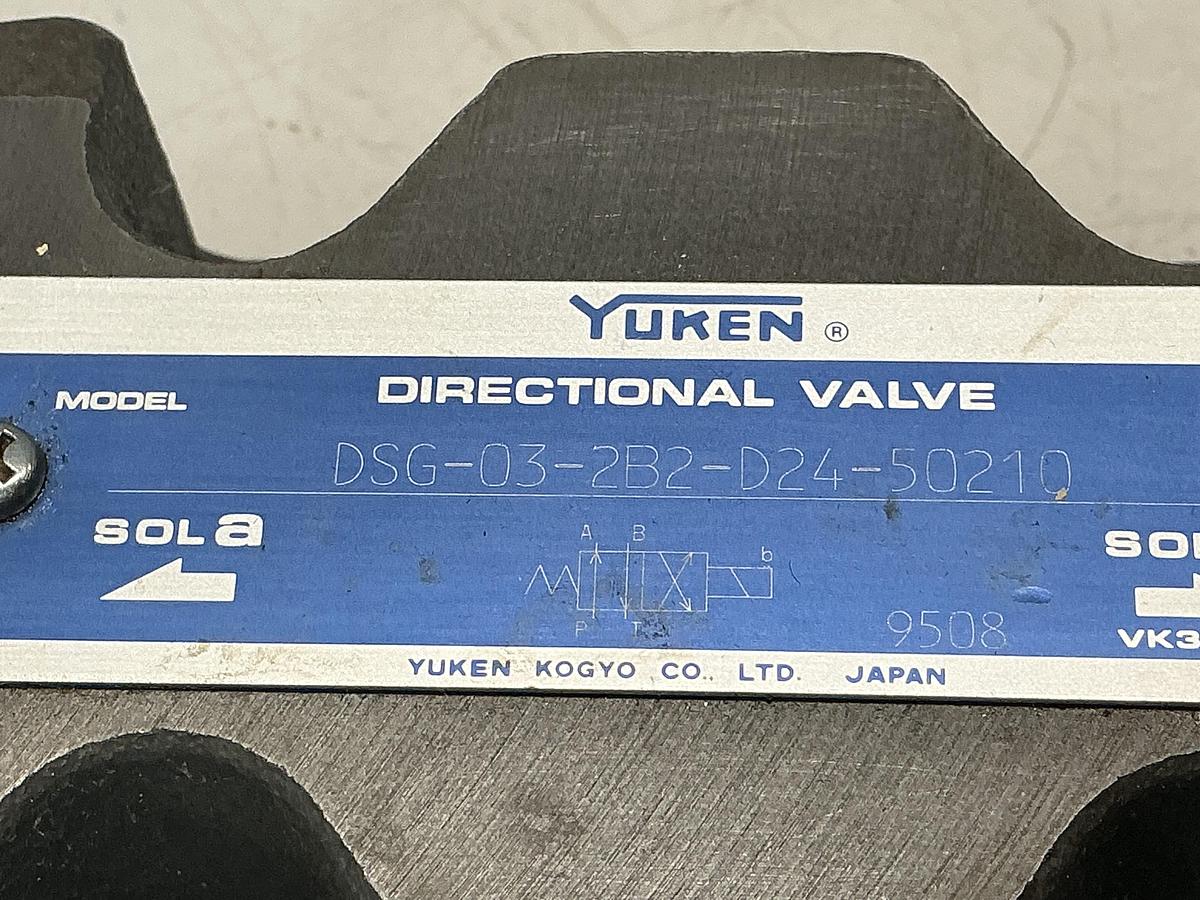 YUKEN ®
MODEL
DIRECTIONAL VALVE
DSG-03-2B2-D24-50210
SOL a
A B
b
P T
9508
YUKEN KOGYO CO., LTD. JAPAN